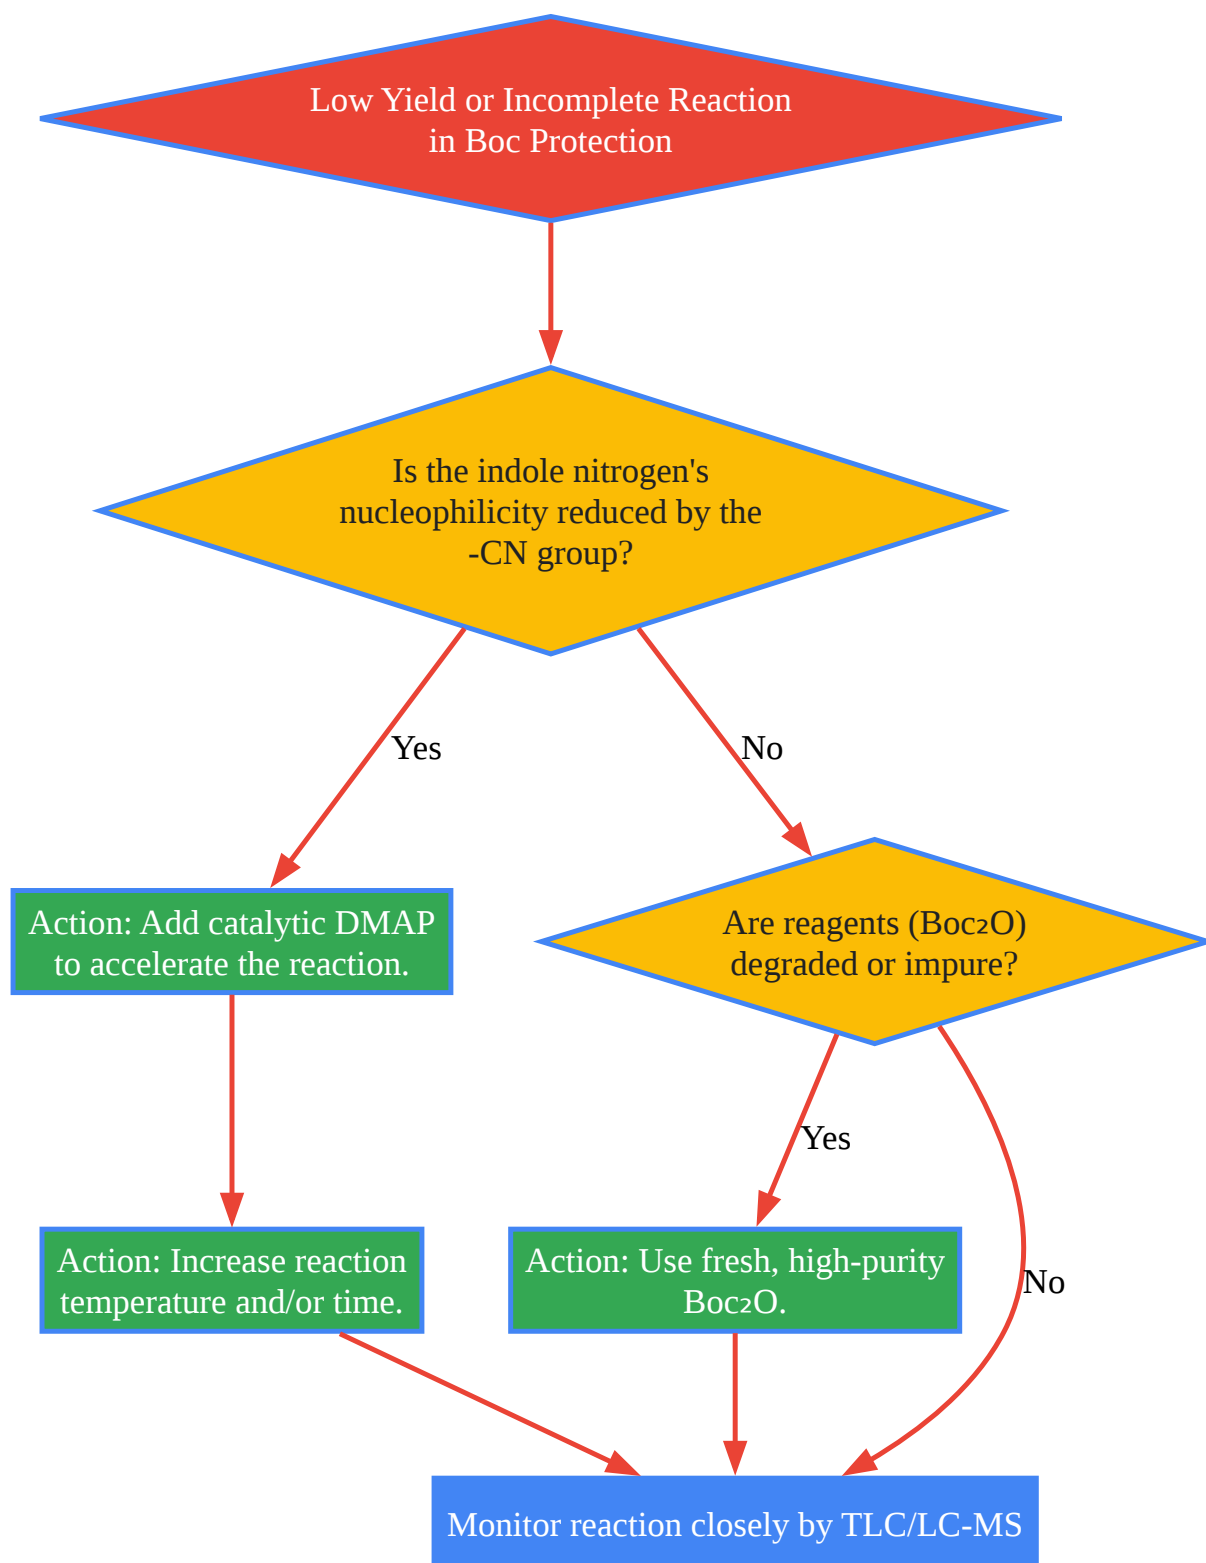 Low Yield or Incomplete Reaction
in Boc Protection
Is the indole nitrogen's
nucleophilicity reduced by the
-CN group?
Yes
No
Action: Add catalytic DMAP
to accelerate the reaction.
Are reagents (Boc₂O)
degraded or impure?
Yes
Action: Increase reaction
temperature and/or time.
Action: Use fresh, high-purity
Boc₂O.
No
Monitor reaction closely by TLC/LC-MS